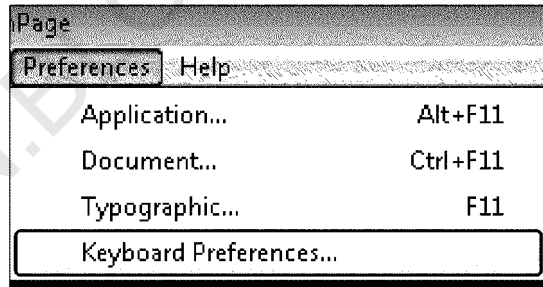 Page
Preferences Help
Application... Alt+F11
Document... Ctrl+F11
Typographic... F11
Keyboard Preferences...